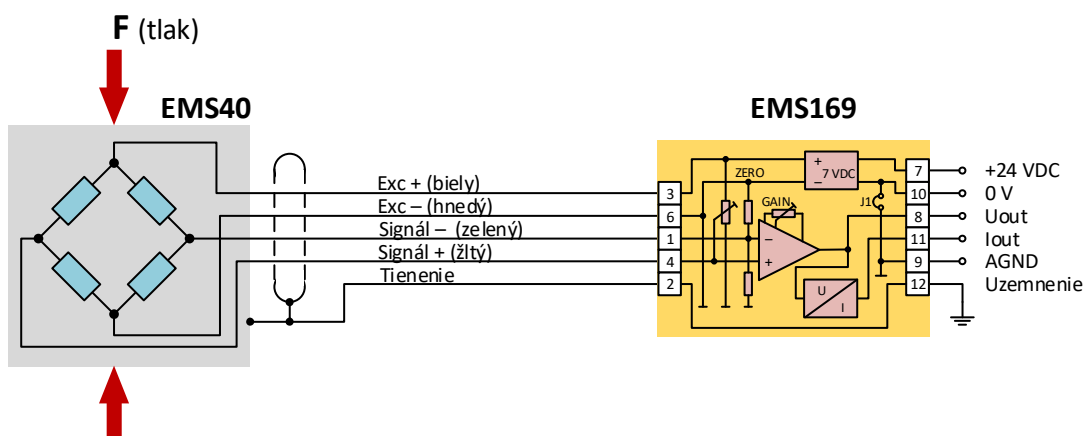 F (tlak)
EMS40
EMS169
Exc + (biely)
Exc – (hnedý)
Signál – (zelený)
Signál + (žltý)
Tienenie
3
6
1
4
2
ZERO
GAIN
+
–
7 VDC
J1
–
+
U
I
7
10
8
11
9
12
+24 VDC
0 V
Uout
Iout
AGND
Uzemnenie